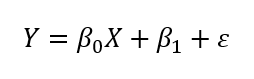 Y = β₀X + β₁ + ε